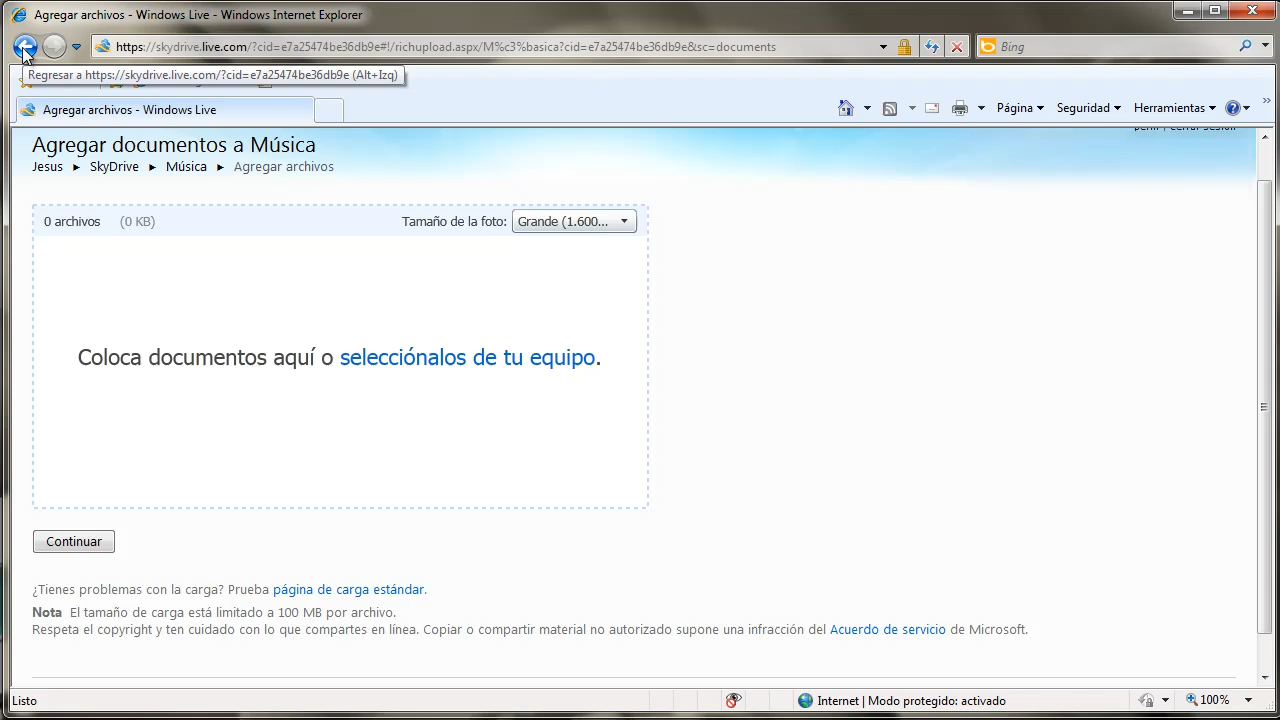 Agregar archivos - Windows Live - Windows Internet Explorer
https://skydrive.live.com/?cid=e7a25474be36db9e#!/richupload.aspx/M%c3%basica?cid=e7a25474be36db9e&sc=documents
Bing
Regresar a https://skydrive.live.com/?cid=e7a25474be36db9e (Alt+Izq)
Agregar archivos - Windows Live
Página
Seguridad
Herramientas
perfil | cerrar sesión
Agregar documentos a Música
Jesus ► SkyDrive ► Música ► Agregar archivos
0 archivos (0 KB)
Tamaño de la foto: Grande (1.600...
Coloca documentos aquí o selecciónalos de tu equipo.
Continuar
¿Tienes problemas con la carga? Prueba página de carga estándar.
Nota El tamaño de carga está limitado a 100 MB por archivo.
Respeta el copyright y ten cuidado con lo que compartes en línea. Copiar o compartir material no autorizado supone una infracción del Acuerdo de servicio de Microsoft.
Listo
Internet | Modo protegido: activado
100%